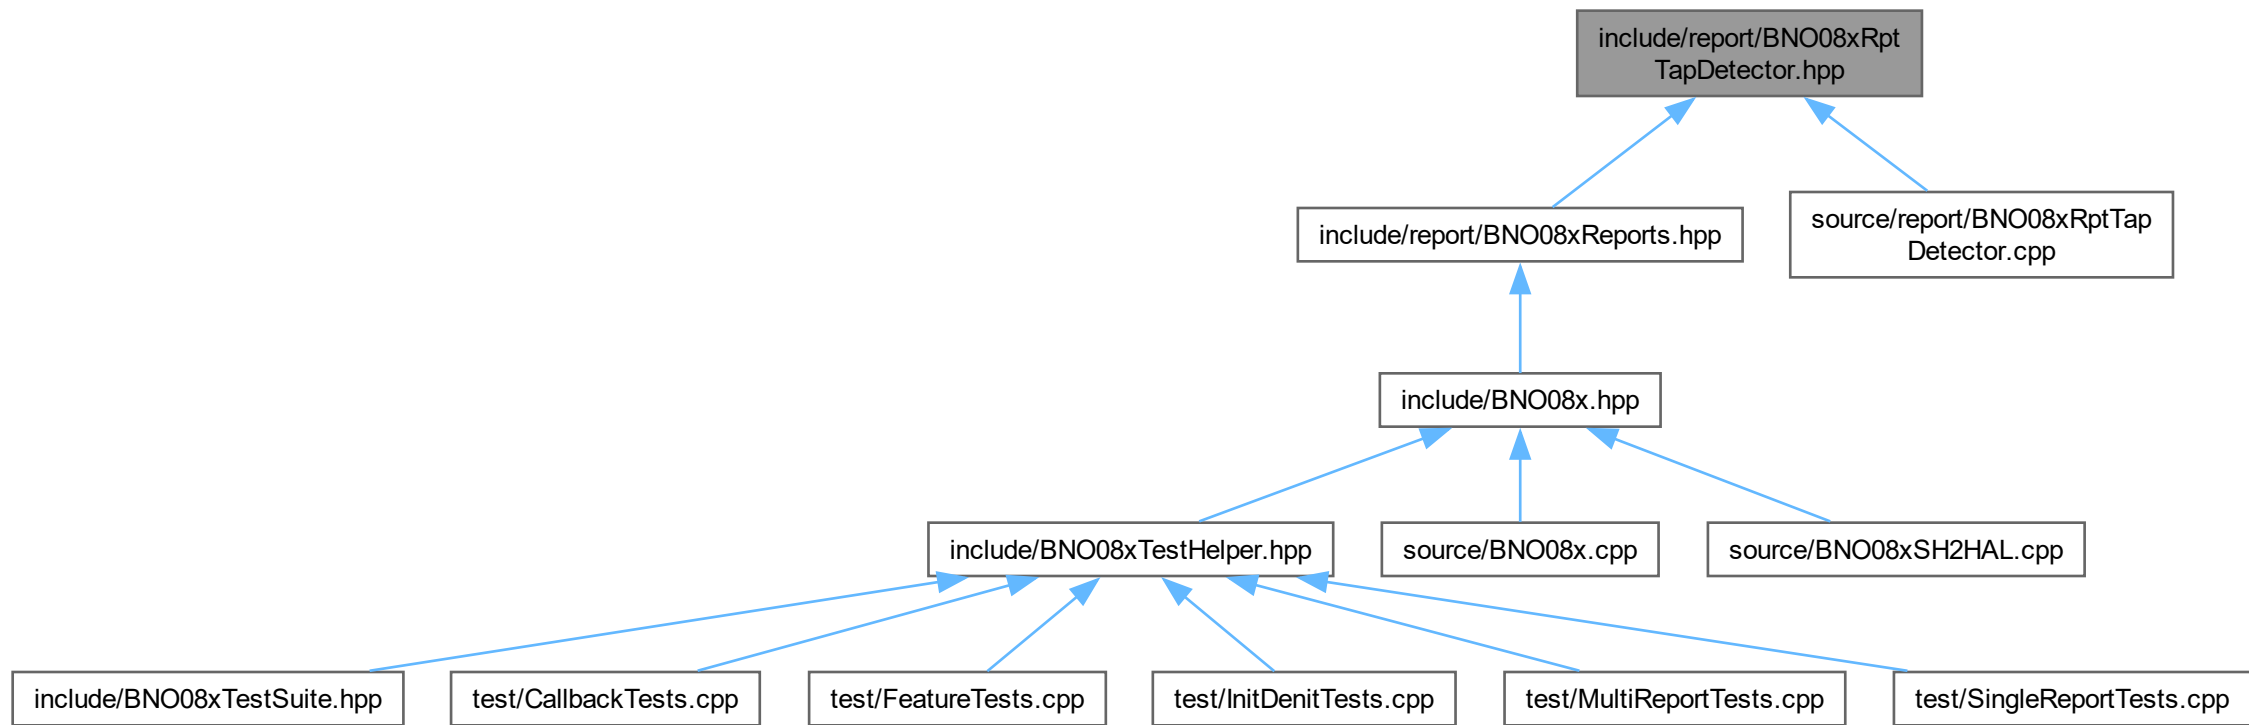 include/report/BNO08xRpt
TapDetector.hpp
include/report/BNO08xReports.hpp
source/report/BNO08xRptTap
Detector.cpp
include/BNO08x.hpp
include/BNO08xTestHelper.hpp
source/BNO08x.cpp
source/BNO08xSH2HAL.cpp
include/BNO08xTestSuite.hpp
test/CallbackTests.cpp
test/FeatureTests.cpp
test/InitDenitTests.cpp
test/MultiReportTests.cpp
test/SingleReportTests.cpp